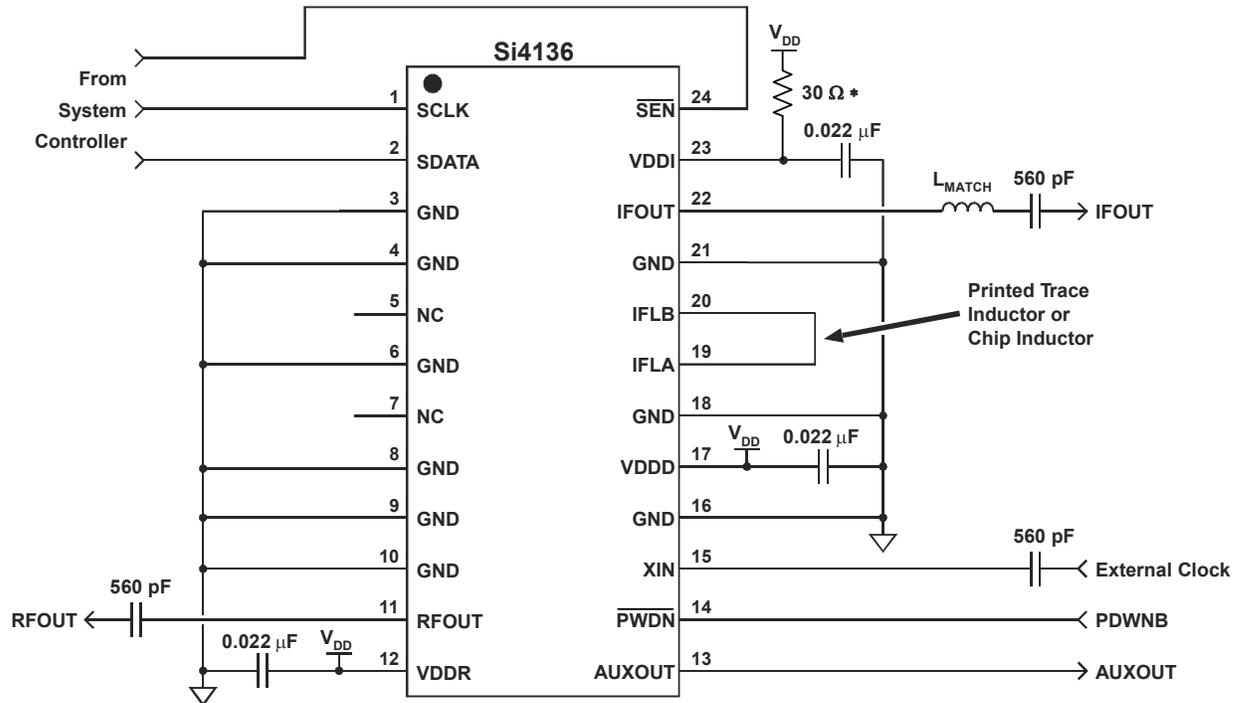 Si4136
From
System
Controller
V_DD
30 Ω *
0.022 μF
L_MATCH
560 pF
IFOUT
Printed Trace
Inductor or
Chip Inductor
V_DD
0.022 μF
560 pF
External Clock
PDWNB
AUXOUT
560 pF
RFOUT
0.022 μF
V_DD
1
SCLK
2
SDATA
3
GND
4
GND
5
NC
6
GND
7
NC
8
GND
9
GND
10
GND
11
RFOUT
12
VDDR
24
SEN
23
VDDI
22
IFOUT
21
GND
20
IFLB
19
IFLA
18
GND
17
VDDD
16
GND
15
XIN
14
PWDN
13
AUXOUT